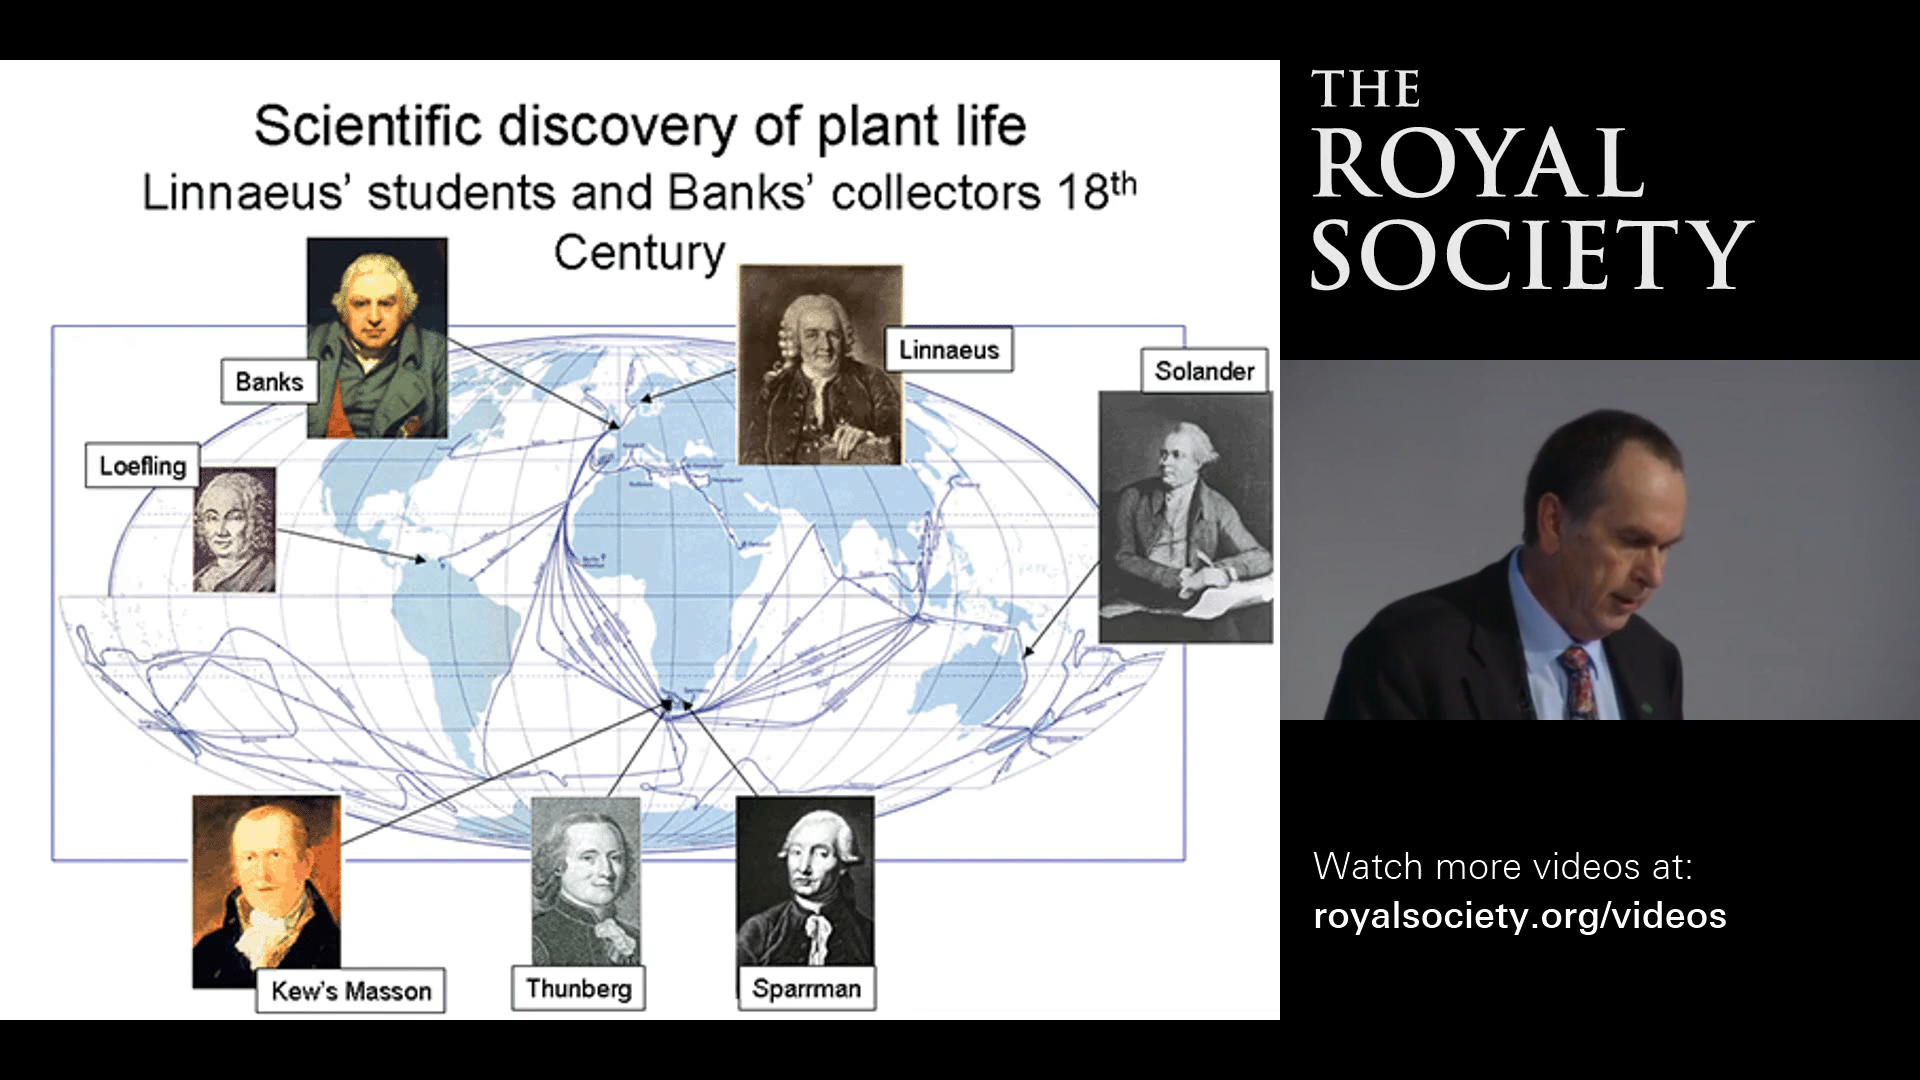 Scientific discovery of plant life
Linnaeus’ students and Banks’ collectors 18th
Century
Banks
Linnaeus
Solander
Loefling
Kew’s Masson
Thunberg
Sparrman
THE
ROYAL
SOCIETY
Watch more videos at:
royalsociety.org/videos